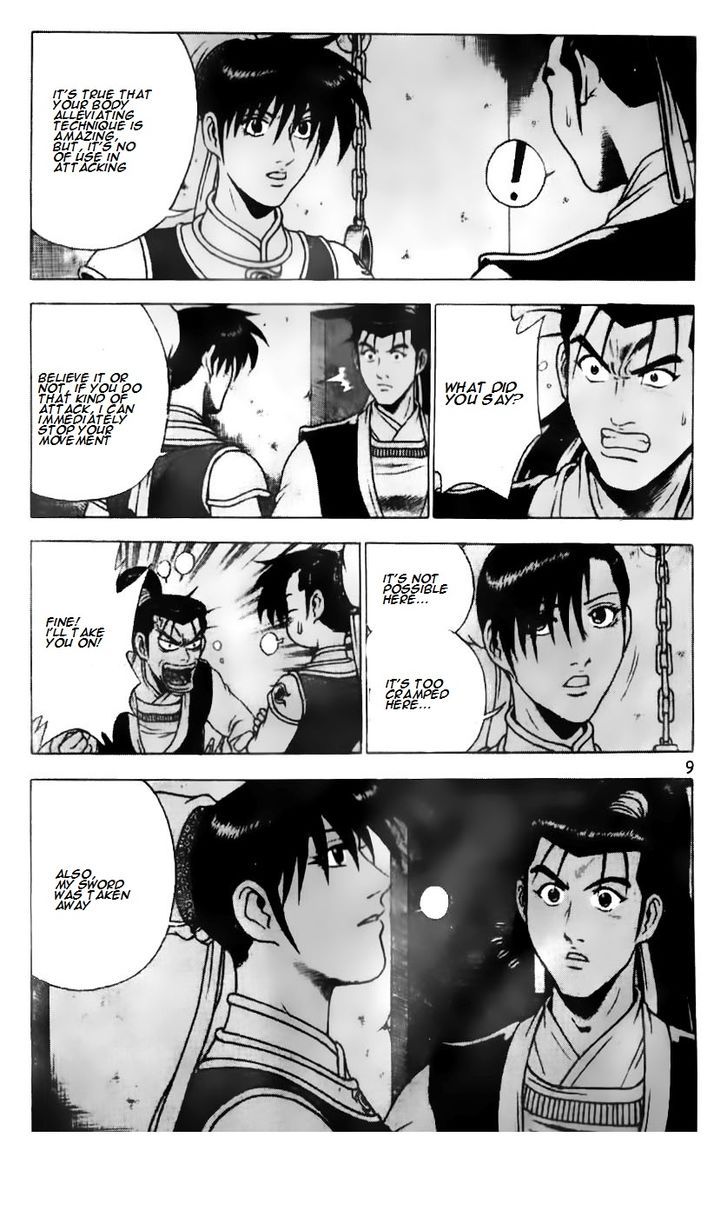 IT'S TRUE THAT
YOUR BODY
ALLEVIATING
TECHNIQUE IS
AMAZING,
BUT, IT'S NO
OF USE IN
ATTACKING
!
BELIEVE IT OR
NOT, IF YOU DO
THAT KIND OF
ATTACK, I CAN
IMMEDIATELY
STOP YOUR
MOVEMENT
WHAT DID
YOU SAY?
FINE!
I'LL TAKE
YOU ON!
IT'S NOT
POSSIBLE
HERE...
IT'S TOO
CRAMPED
HERE...
9
ALSO,
MY SWORD
WAS TAKEN
AWAY